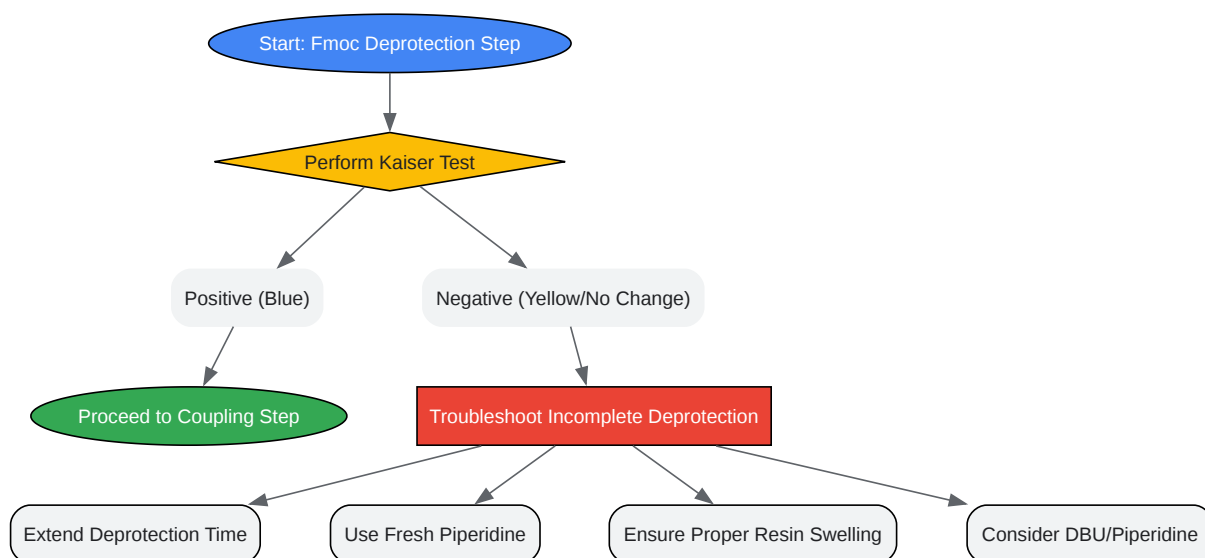 Start: Fmoc Deprotection Step
Perform Kaiser Test
Positive (Blue)
Negative (Yellow/No Change)
Proceed to Coupling Step
Troubleshoot Incomplete Deprotection
Extend Deprotection Time
Use Fresh Piperidine
Ensure Proper Resin Swelling
Consider DBU/Piperidine